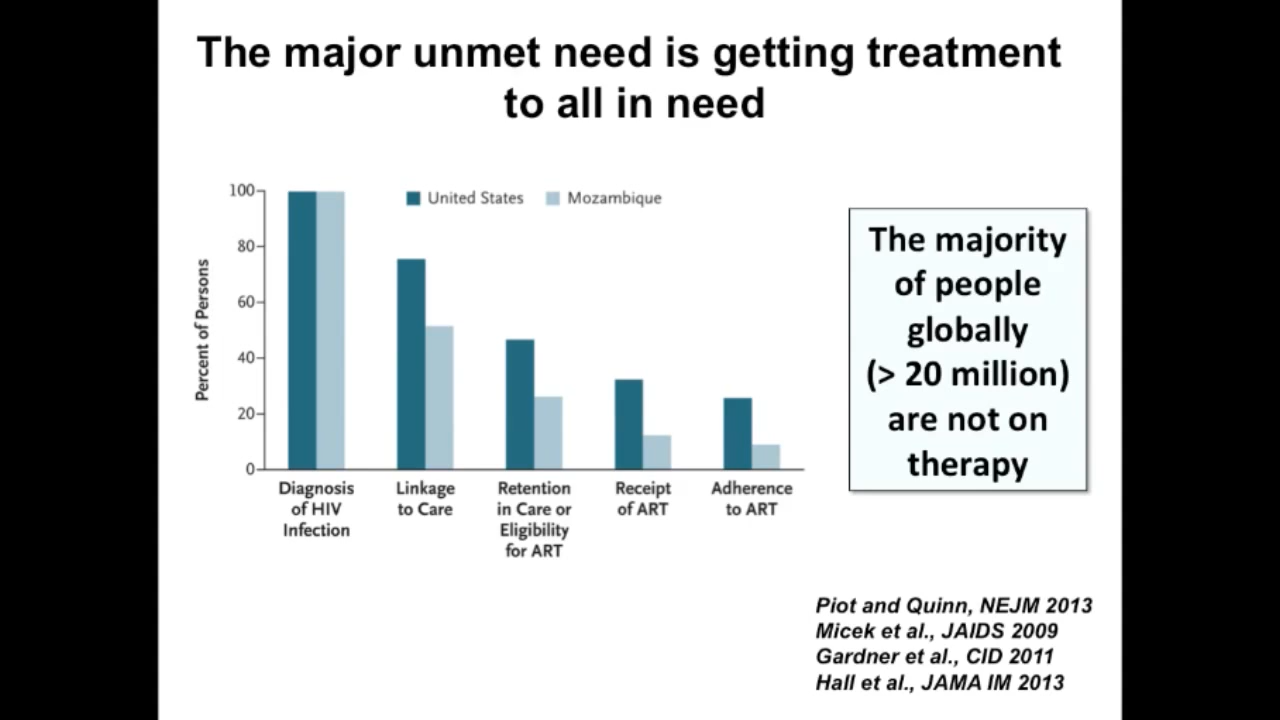 The major unmet need is getting treatment
to all in need
100
80
60
40
20
0
Percent of Persons
United States
Mozambique
Diagnosis
of HIV
Infection
Linkage
to Care
Retention
in Care or
Eligibility
for ART
Receipt
of ART
Adherence
to ART
The majority
of people
globally
(> 20 million)
are not on
therapy
Piot and Quinn, NEJM 2013
Micek et al., JAIDS 2009
Gardner et al., CID 2011
Hall et al., JAMA IM 2013